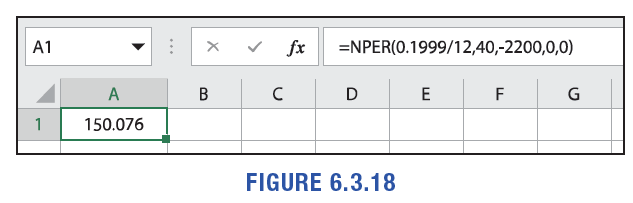 A1 fx =NPER(0.1999/12,40,-2200,0,0)
A B C D E F G
1 150.076
FIGURE 6.3.18